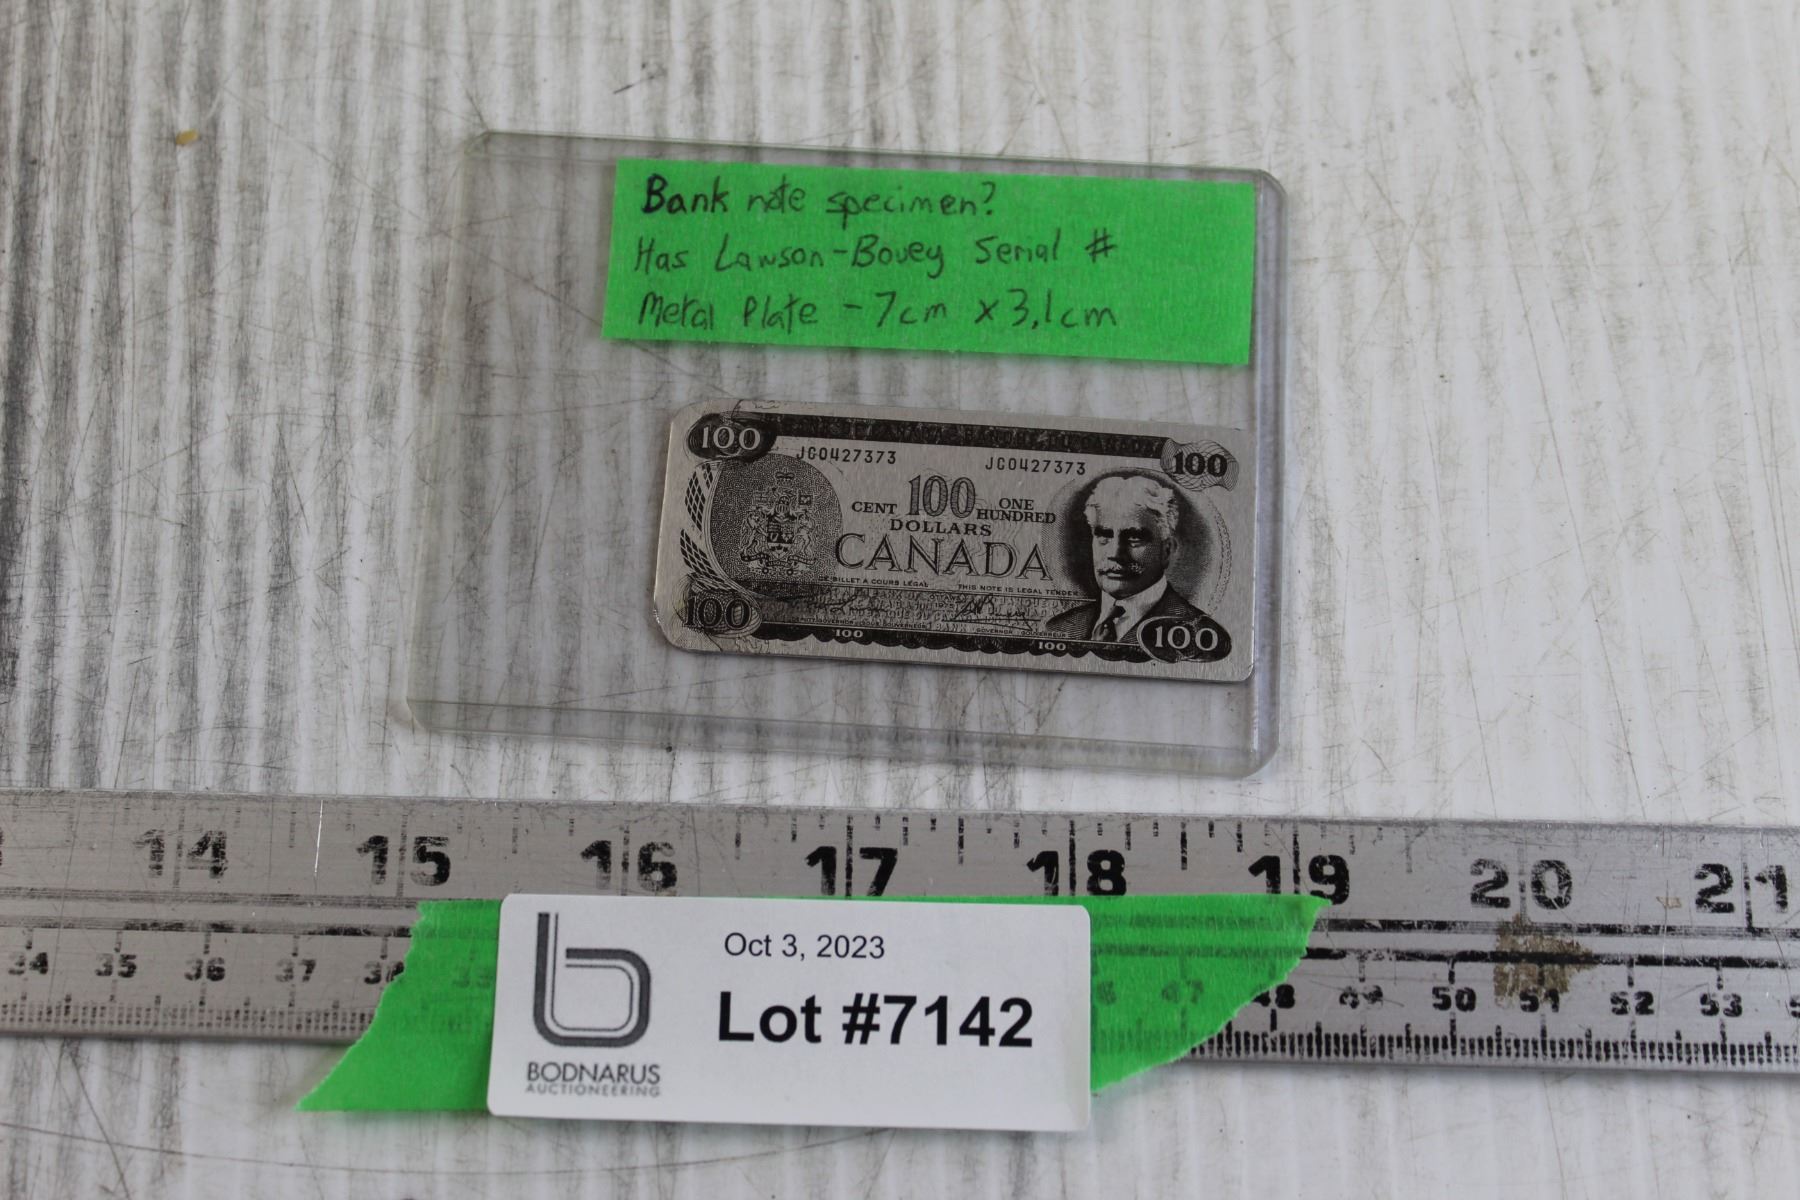 Bank note specimen?
Has Lawson-Bouey Serial #
Metal Plate - 7cm x 3,1cm
100 100
JC0427373 JC0427373
CENT 100 ONE HUNDRED
DOLLARS
CANADA
CE BILLET A COURS LÉGAL THIS NOTE IS LEGAL TENDER
100 100
100 100
14 15 16 17 18 19 20 21
34 35 36 37 38 47 48 49 50 51 52 53
Oct 3, 2023
Lot #7142
b
BODNARUS
AUCTIONEERING